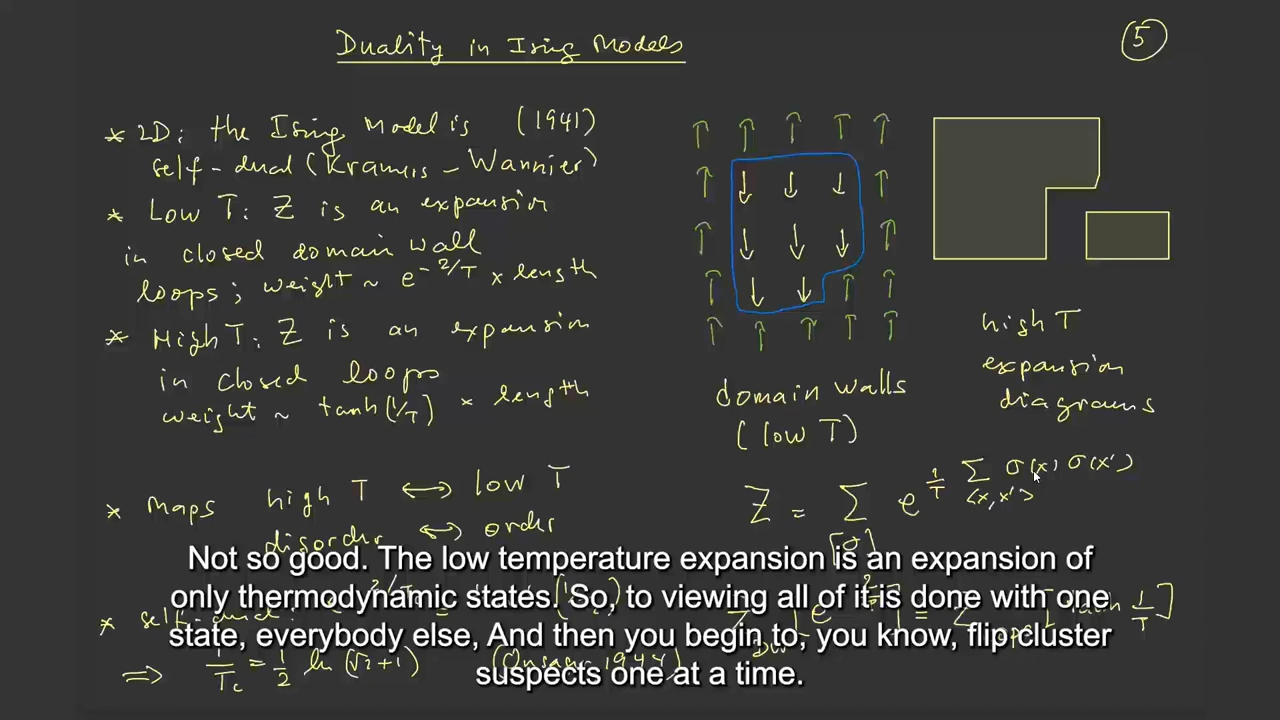 Duality in Ising Models
5
* 2D: the Ising Model is (1941)
self-dual (Kramers-Wannier)
* Low T: Z is an expansion
in closed domain wall
loops; weight ~ e^{-2/T} x length
* High T: Z is an expansion
in closed loops
weight ~ tanh(1/T) x length
* Maps high T ↔ low T
disorder ↔ order
* self-dual:
⇒ 1/Tc = 1/2 ln(√2+1) (Onsager 1944)
domain walls
(low T)
high T
expansion
diagrams
Z = Σ_{[σ]} e^{1/T Σ_{<x,x'>} σ(x) σ(x')}
Not so good. The low temperature expansion is an expansion of
only thermodynamic states. So, to viewing all of it is done with one
state, everybody else, And then you begin to, you know, flip cluster
suspects one at a time.